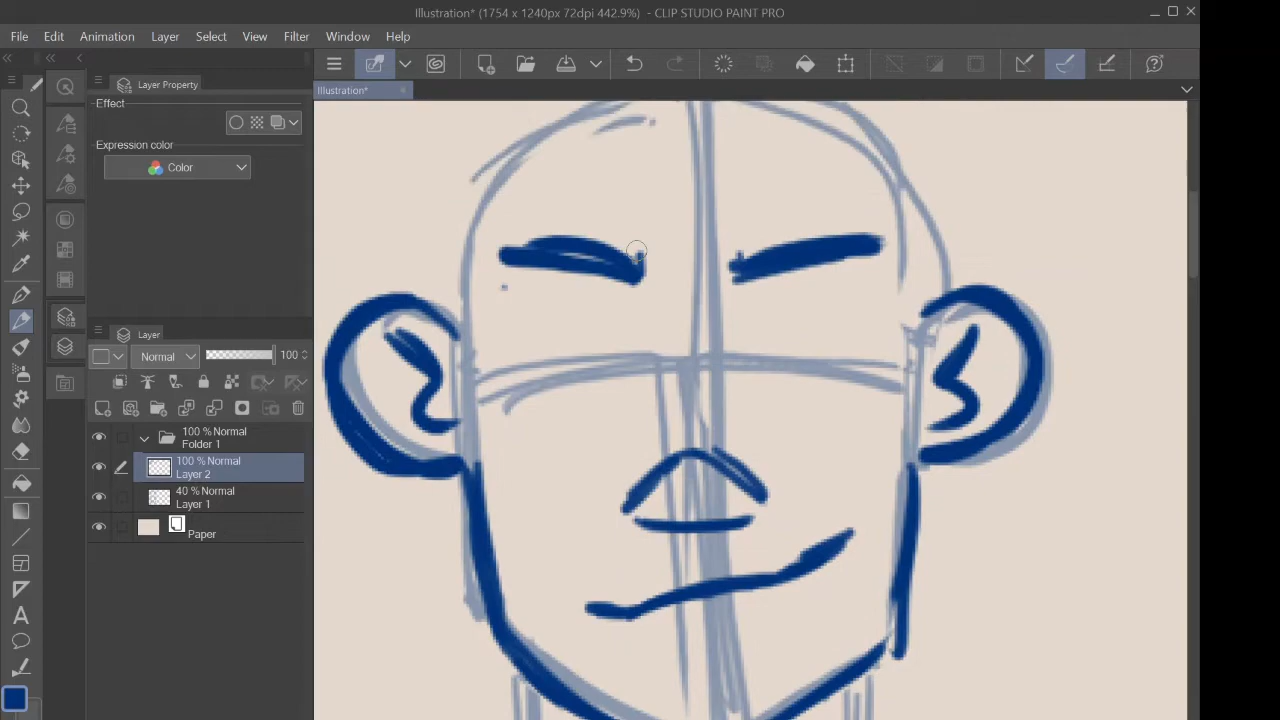 Illustration* (1754 x 1240px 72dpi 442.9%) - CLIP STUDIO PAINT PRO
File Edit Animation Layer Select View Filter Window Help
Layer Property
Illustration*
Effect
Expression color
Color
Layer
Normal 100
100 % Normal
Folder 1
100 % Normal
Layer 2
40 % Normal
Layer 1
Paper